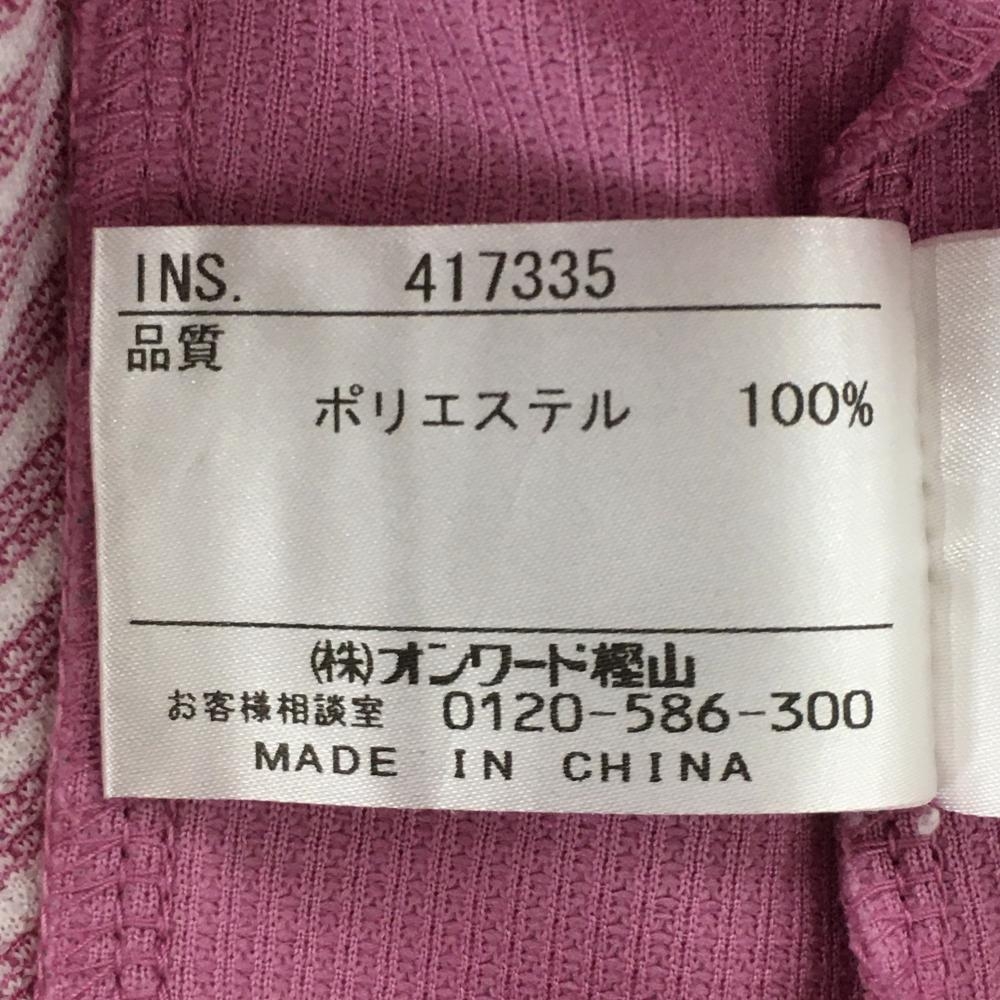 INS. 417335
品質
ポリエステル 100%
(株)オンワード樫山
お客様相談室 0120-586-300
MADE IN CHINA